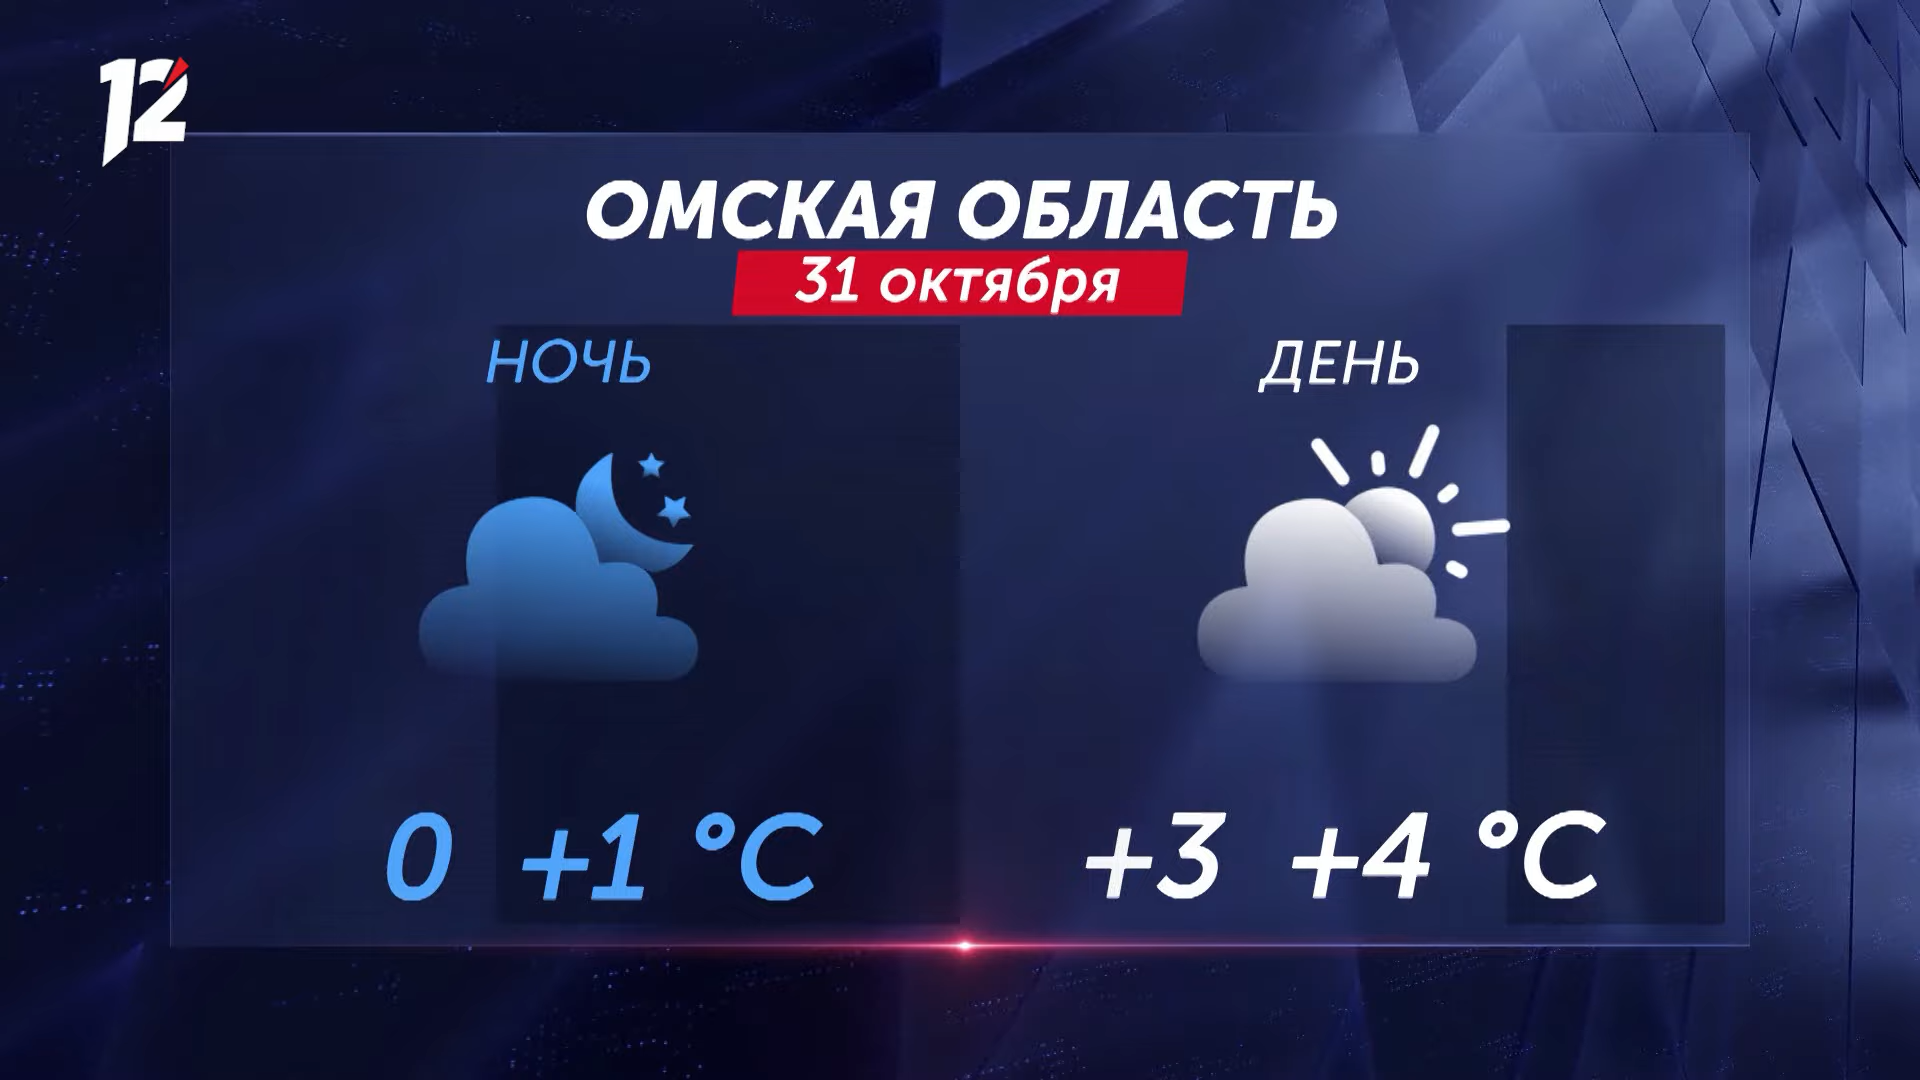 12
ОМСКАЯ ОБЛАСТЬ
31 октября
НОЧЬ
ДЕНЬ
0 +1 °C
+3 +4 °C